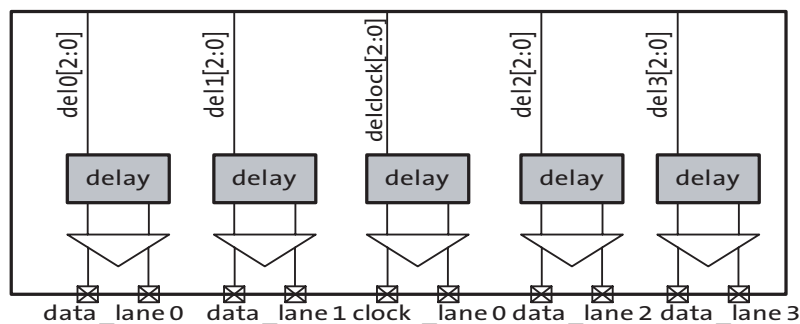 del0[2:0]
del1[2:0]
delclock[2:0]
del2[2:0]
del3[2:0]
delay
delay
delay
delay
delay
data _lane 0
data _lane 1
clock _lane 0
data _lane 2
data _lane 3